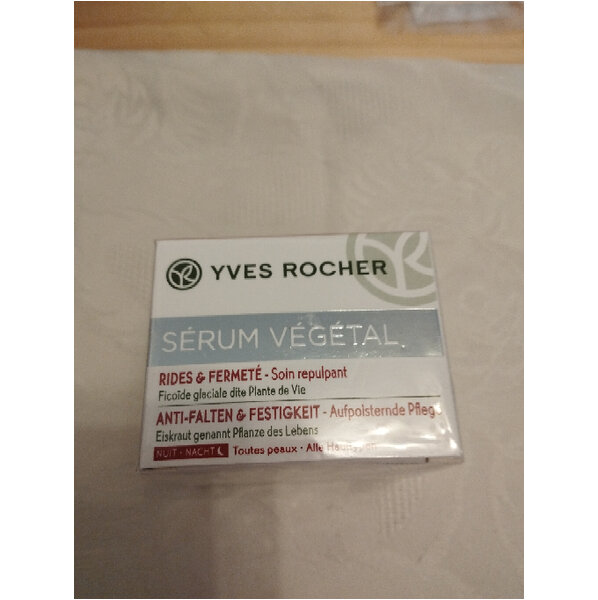 YVES ROCHER
SÉRUM VÉGÉTAL
RIDES & FERMETÉ - Soin repulpant
Ficoïde glaciale dite Plante de Vie
ANTI-FALTEN & FESTIGKEIT - Aufpolsternde Pflege
Eiskraut genannt Pflanze des Lebens
NUIT • NACHT Toutes peaux • Alle Hauttypen